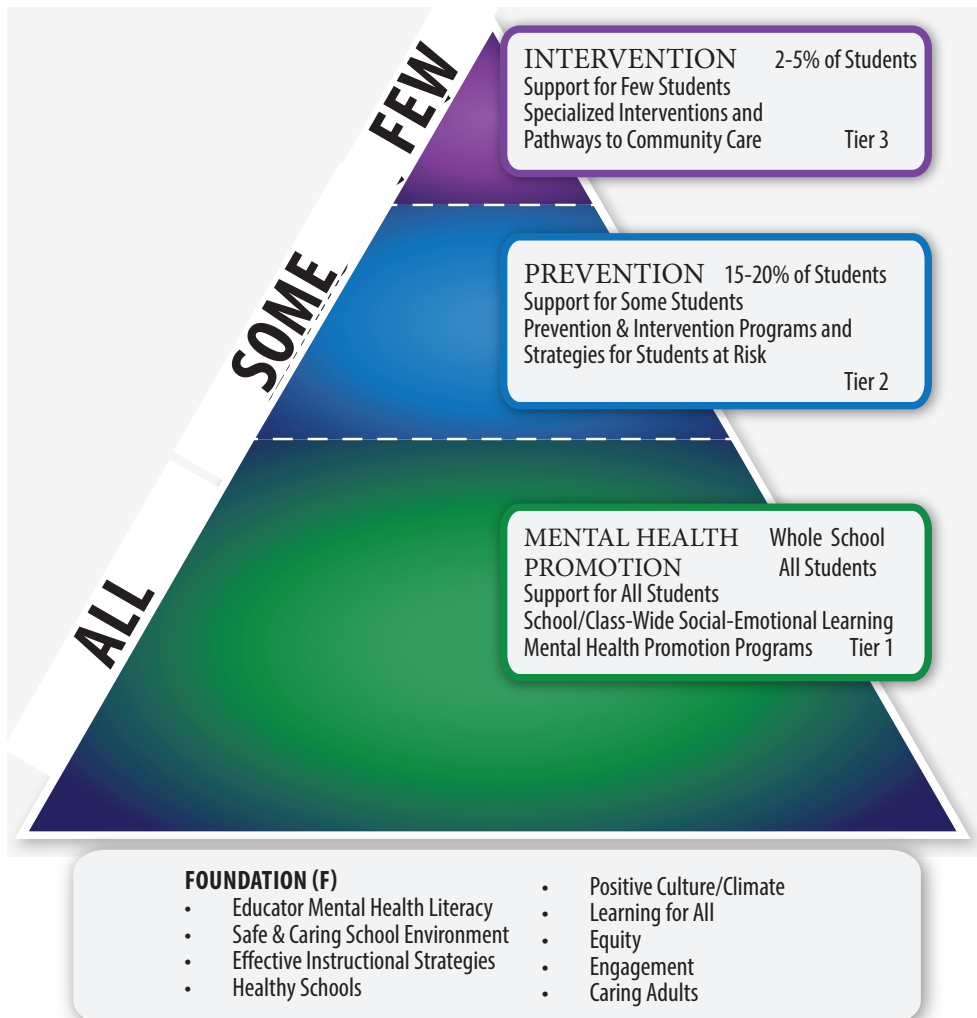 FEW
INTERVENTION 2-5% of Students
Support for Few Students
Specialized Interventions and
Pathways to Community Care Tier 3
SOME
PREVENTION 15-20% of Students
Support for Some Students
Prevention & Intervention Programs and
Strategies for Students at Risk
Tier 2
ALL
MENTAL HEALTH Whole School
PROMOTION All Students
Support for All Students
School/Class-Wide Social-Emotional Learning
Mental Health Promotion Programs Tier 1
FOUNDATION (F)
• Educator Mental Health Literacy
• Safe & Caring School Environment
• Effective Instructional Strategies
• Healthy Schools
• Positive Culture/Climate
• Learning for All
• Equity
• Engagement
• Caring Adults